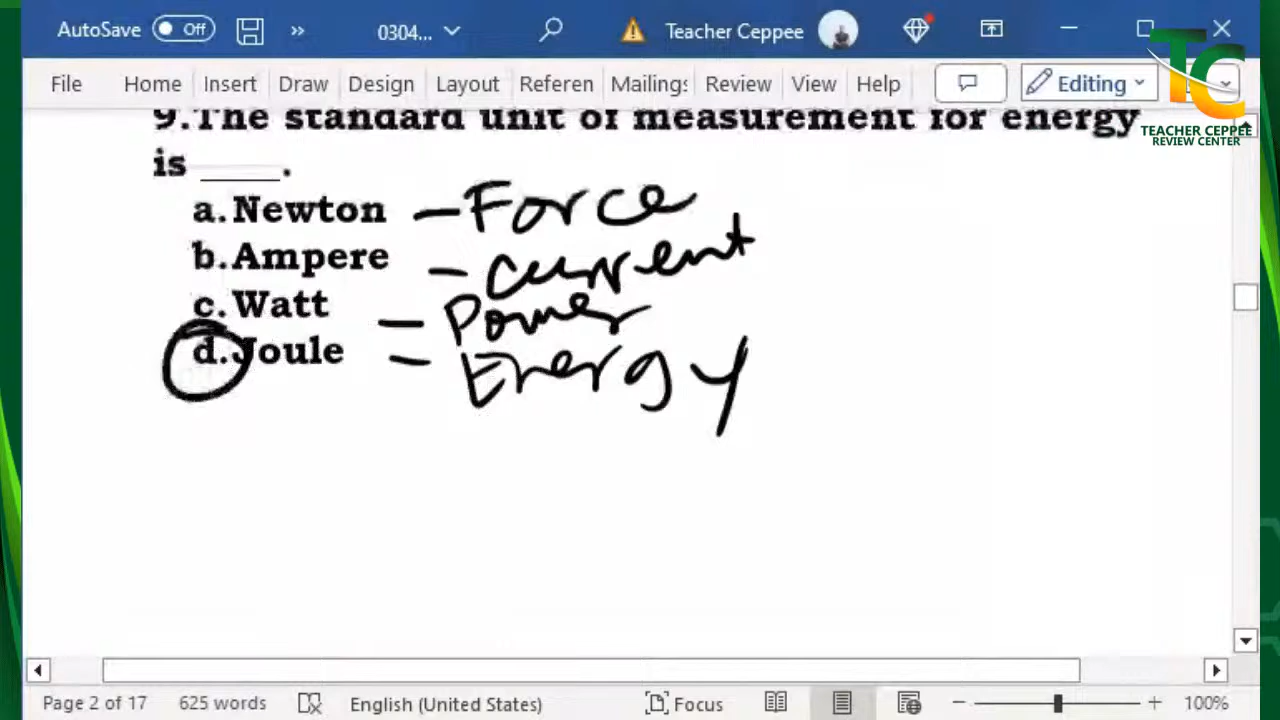 AutoSave Off 0304... Teacher Ceppee
File Home Insert Draw Design Layout Referen Mailings Review View Help Editing
TC
TEACHER CEPPEE
REVIEW CENTER
9. The standard unit of measurement for energy
is ____.
a. Newton – Force
b. Ampere – Current
c. Watt – Power
d. Joule – Energy
Page 2 of 17 625 words English (United States) Focus 100%